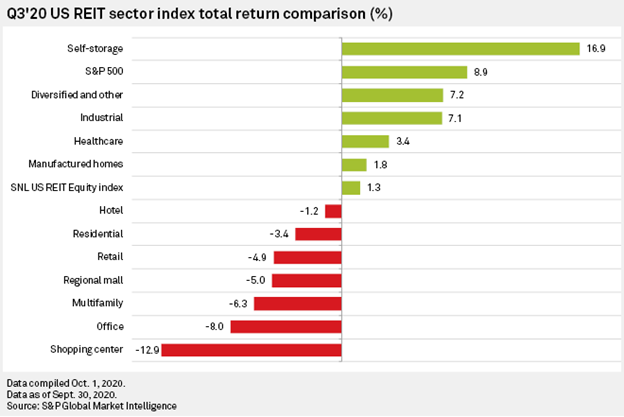 Q3'20 US REIT sector index total return comparison (%)
Self-storage 16.9
S&P 500 8.9
Diversified and other 7.2
Industrial 7.1
Healthcare 3.4
Manufactured homes 1.8
SNL US REIT Equity index 1.3
Hotel -1.2
Residential -3.4
Retail -4.9
Regional mall -5.0
Multifamily -6.3
Office -8.0
Shopping center -12.9
Data compiled Oct. 1, 2020.
Data as of Sept. 30, 2020.
Source: S&P Global Market Intelligence